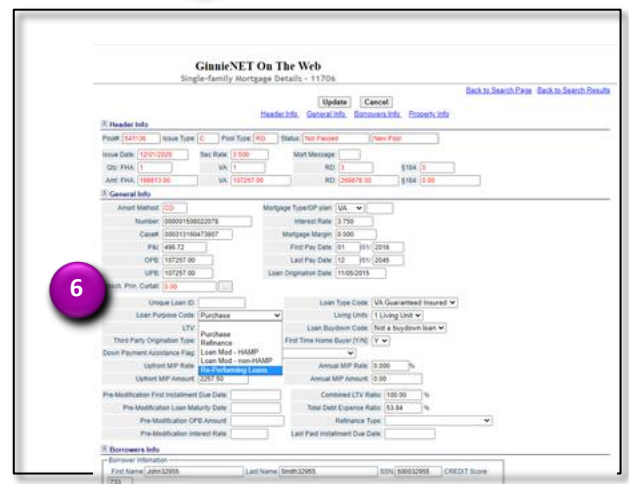 GinnieNET On The Web
Single-family Mortgage Details - 11706
Back to Search Page Back to Search Results
Update Cancel
Header Info General Info Borrowers Info Property Info
Header Info
Pool#: 641136 Issue Type: C Pool Type: RG Status: Not Passed New Pool
Issue Date: 12/01/2020 Sec Rate: 3.500 Mort Message:
Qty: FHA: 1 VA: 1 RD: 3 §184: 0
Amt: FHA: 198813.00 VA: 107257.00 RD: §184: 0.00
General Info
Amort Method: CD Mortgage Type/GP plan: VA
Number: 000001508022078 Interest Rate: 3.750
Case#: 000313160473907 Mortgage Margin: 0.000
P&I: 496.72 First Pay Date: 01 /01/ 2016
OPB: 107257.00 Last Pay Date: 12 /01/ 2045
UPB: 107257.00 Loan Origination Date: 11/05/2015
6
Sch. Prin. Curtail: 0.00 ...
Unique Loan ID: Loan Type Code: VA Guaranteed Insured
Loan Purpose Code: Purchase Living Units: 1 Living Unit
LTV: Loan Buydown Code: Not a buydown loan
Purchase
Third Party Origination Type: Refinance First Time Home Buyer [Y/N]: Y
Loan Mod - HAMP
Down Payment Assistance Flag: Loan Mod - non-HAMP
Upfront MIP Rate: Re-Performing Loans Annual MIP Rate: 0.000 %
Upfront MIP Amount: 2257.50 Annual MIP Amount: 0.00
Pre-Modification First Installment Due Date: Combined LTV Ratio: 100.00 %
Pre-Modification Loan Maturity Date: Total Debt Expense Ratio: 53.84 %
Pre-Modification OPB Amount: Refinance Type:
Pre-Modification Interest Rate: Last Paid Installment Due Date:
Borrowers Info
Borrower Information
First Name: John32955 Last Name: Smith32955 SSN: 500032955 CREDIT Score:
733